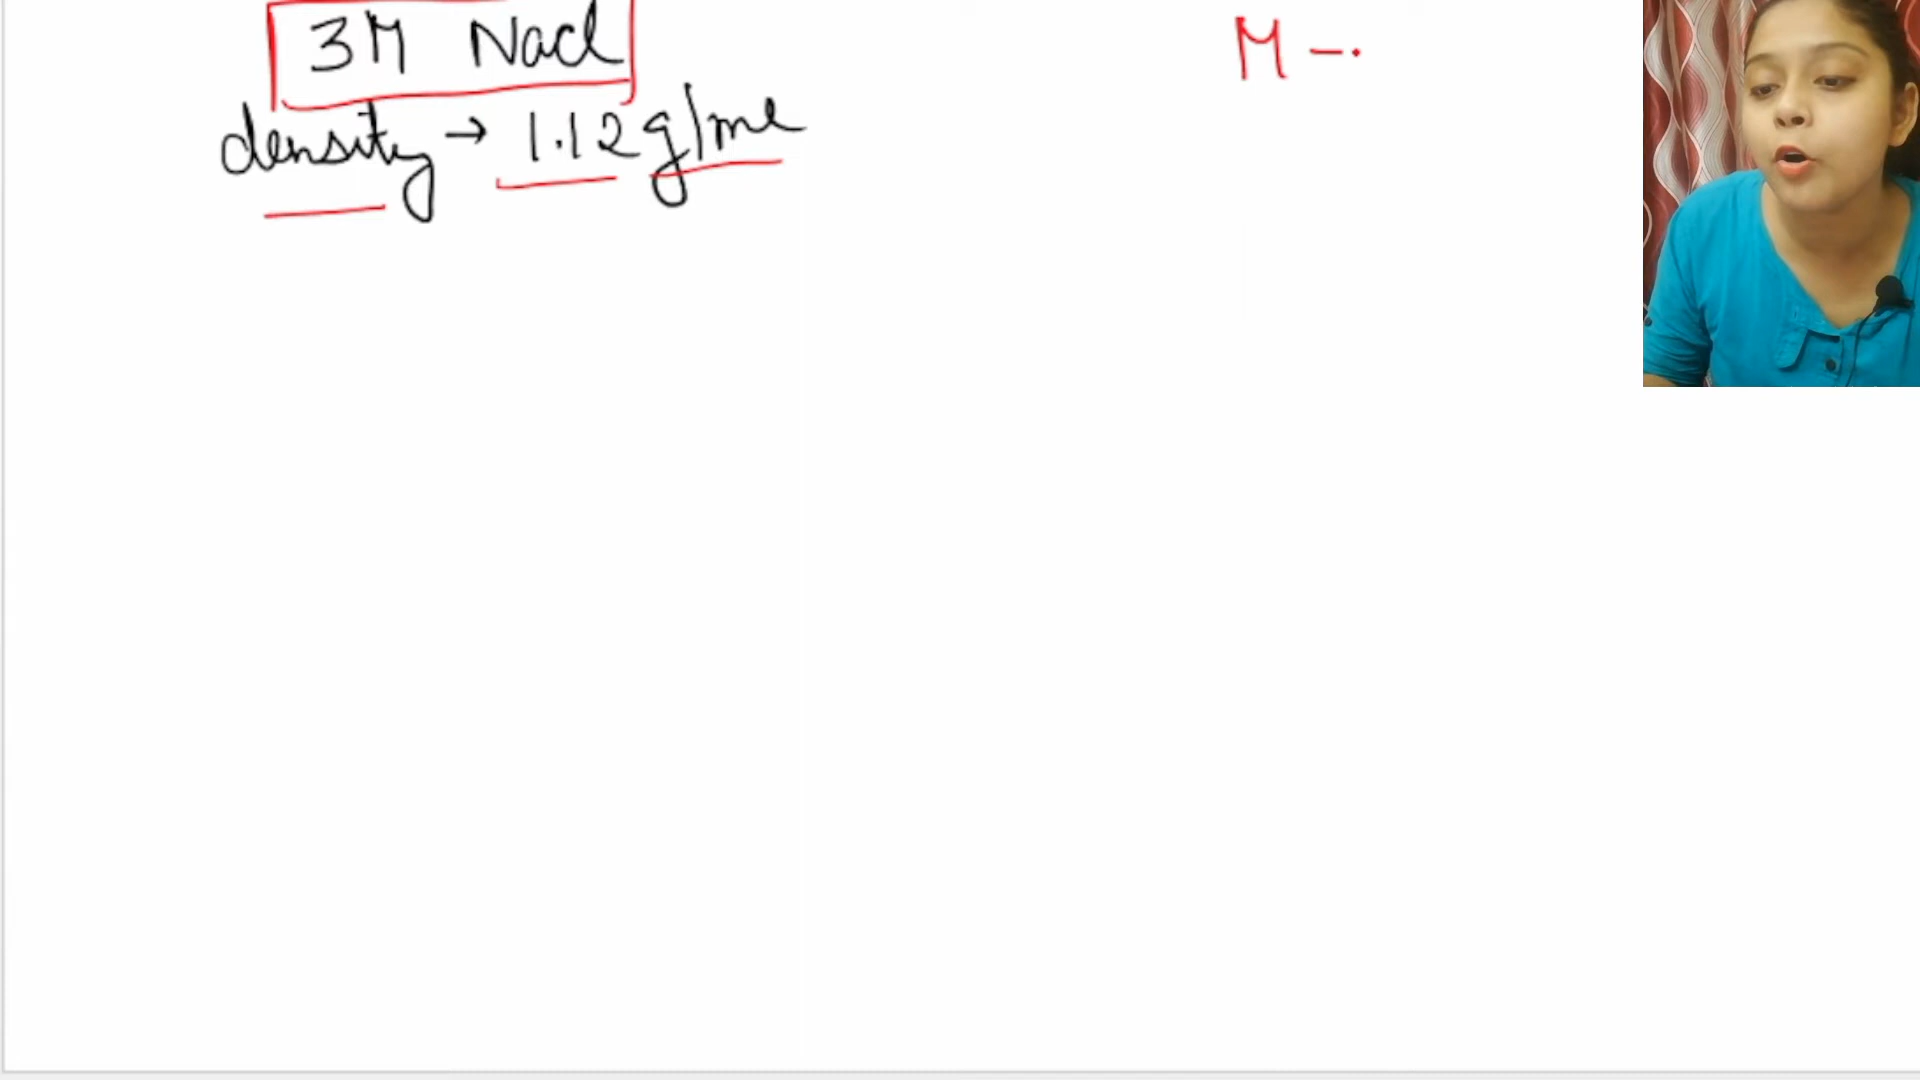 3M Nacl
density → 1.12 g/ml
M -.